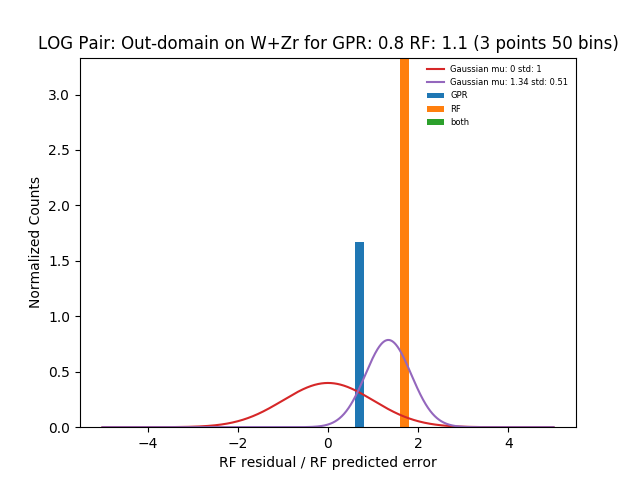 LOG Pair: Out-domain on W+Zr for GPR: 0.8 RF: 1.1 (3 points 50 bins)
Gaussian mu: 0 std: 1
Gaussian mu: 1.34 std: 0.51
GPR
RF
both
Normalized Counts
3.0
2.5
2.0
1.5
1.0
0.5
0.0
−4 −2 0 2 4
RF residual / RF predicted error